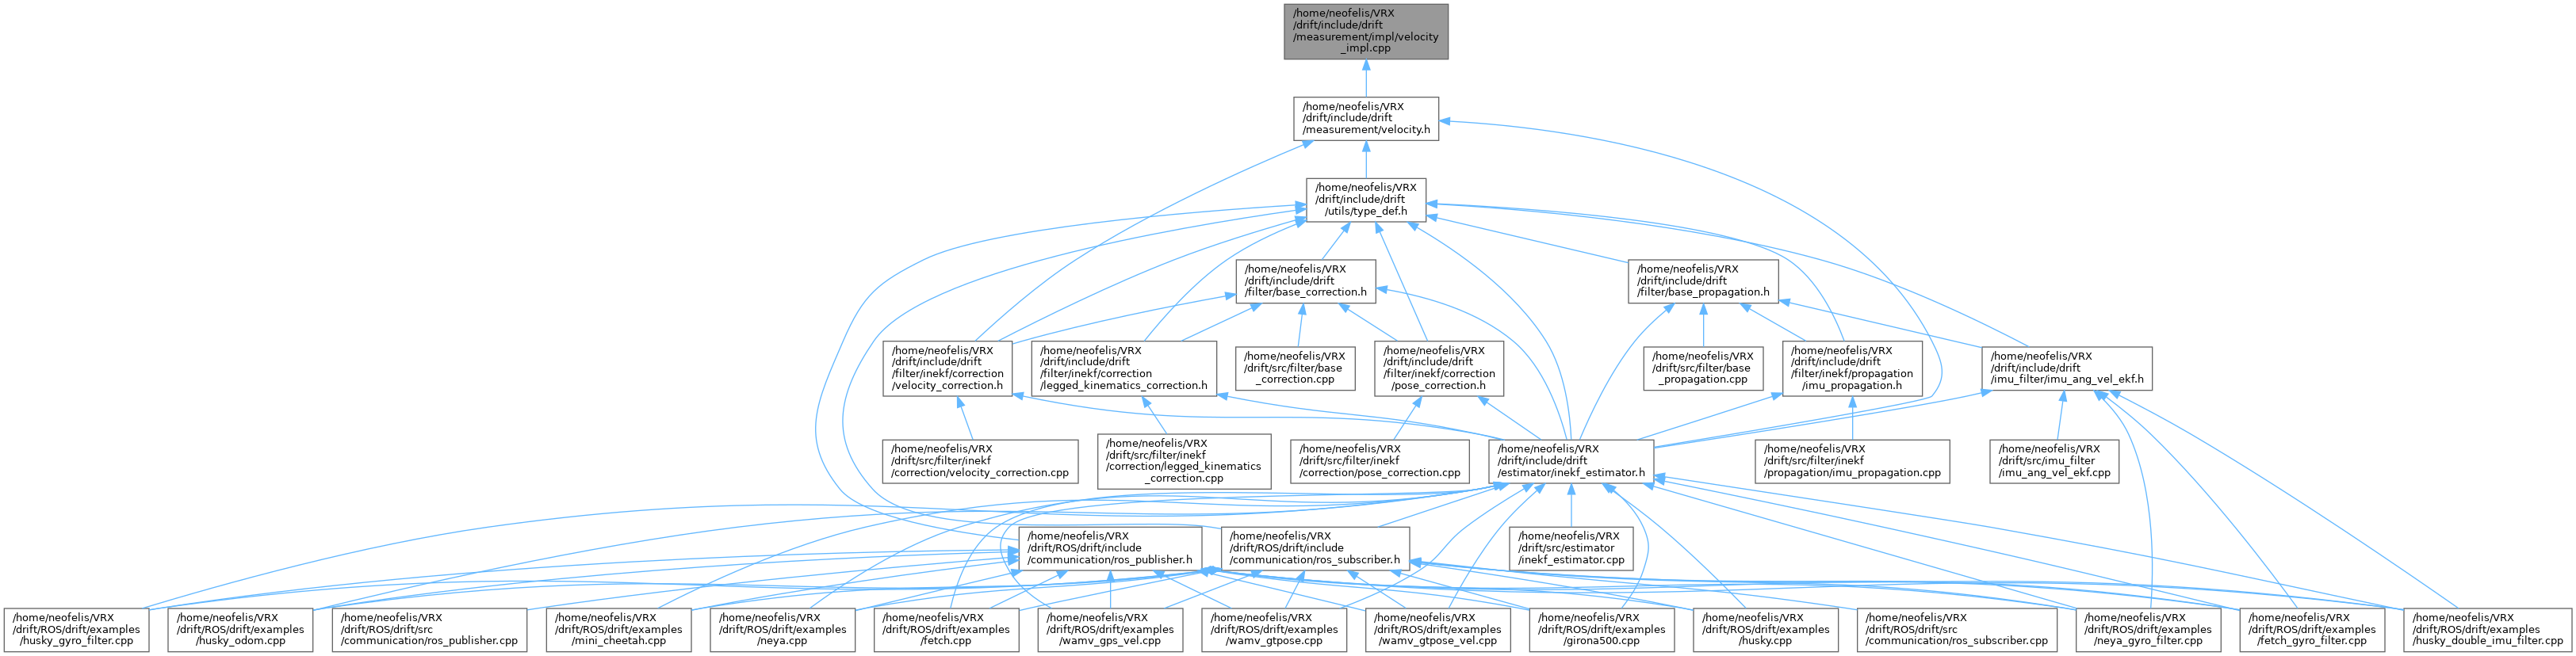 /home/neofelis/VRX
/drift/include/drift
/measurement/impl/velocity
_impl.cpp
/home/neofelis/VRX
/drift/include/drift
/measurement/velocity.h
/home/neofelis/VRX
/drift/include/drift
/utils/type_def.h
/home/neofelis/VRX
/drift/include/drift
/filter/base_correction.h
/home/neofelis/VRX
/drift/include/drift
/filter/base_propagation.h
/home/neofelis/VRX
/drift/include/drift
/filter/inekf/correction
/velocity_correction.h
/home/neofelis/VRX
/drift/include/drift
/filter/inekf/correction
/legged_kinematics_correction.h
/home/neofelis/VRX
/drift/src/filter/base
_correction.cpp
/home/neofelis/VRX
/drift/include/drift
/filter/inekf/correction
/pose_correction.h
/home/neofelis/VRX
/drift/src/filter/base
_propagation.cpp
/home/neofelis/VRX
/drift/include/drift
/filter/inekf/propagation
/imu_propagation.h
/home/neofelis/VRX
/drift/include/drift
/imu_filter/imu_ang_vel_ekf.h
/home/neofelis/VRX
/drift/src/filter/inekf
/correction/velocity_correction.cpp
/home/neofelis/VRX
/drift/src/filter/inekf
/correction/legged_kinematics
_correction.cpp
/home/neofelis/VRX
/drift/src/filter/inekf
/correction/pose_correction.cpp
/home/neofelis/VRX
/drift/include/drift
/estimator/inekf_estimator.h
/home/neofelis/VRX
/drift/src/filter/inekf
/propagation/imu_propagation.cpp
/home/neofelis/VRX
/drift/src/imu_filter
/imu_ang_vel_ekf.cpp
/home/neofelis/VRX
/drift/ROS/drift/include
/communication/ros_publisher.h
/home/neofelis/VRX
/drift/ROS/drift/include
/communication/ros_subscriber.h
/home/neofelis/VRX
/drift/src/estimator
/inekf_estimator.cpp
/home/neofelis/VRX
/drift/ROS/drift/examples
/husky_gyro_filter.cpp
/home/neofelis/VRX
/drift/ROS/drift/examples
/husky_odom.cpp
/home/neofelis/VRX
/drift/ROS/drift/src
/communication/ros_publisher.cpp
/home/neofelis/VRX
/drift/ROS/drift/examples
/mini_cheetah.cpp
/home/neofelis/VRX
/drift/ROS/drift/examples
/neya.cpp
/home/neofelis/VRX
/drift/ROS/drift/examples
/fetch.cpp
/home/neofelis/VRX
/drift/ROS/drift/examples
/wamv_gps_vel.cpp
/home/neofelis/VRX
/drift/ROS/drift/examples
/wamv_gtpose.cpp
/home/neofelis/VRX
/drift/ROS/drift/examples
/wamv_gtpose_vel.cpp
/home/neofelis/VRX
/drift/ROS/drift/examples
/girona500.cpp
/home/neofelis/VRX
/drift/ROS/drift/examples
/husky.cpp
/home/neofelis/VRX
/drift/ROS/drift/src
/communication/ros_subscriber.cpp
/home/neofelis/VRX
/drift/ROS/drift/examples
/neya_gyro_filter.cpp
/home/neofelis/VRX
/drift/ROS/drift/examples
/fetch_gyro_filter.cpp
/home/neofelis/VRX
/drift/ROS/drift/examples
/husky_double_imu_filter.cpp